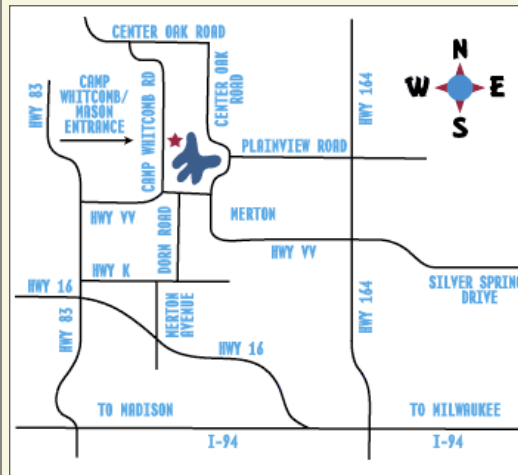 CENTER OAK ROAD
N
W
E
S
HWY 83
CAMP
WHITCOMB/
MASON
ENTRANCE
CAMP WHITCOMB RD
CENTER OAK
ROAD
HWY 164
PLAINVIEW ROAD
HWY VV
DORN ROAD
MERTON
HWY VV
HWY K
HWY 16
SILVER SPRING
DRIVE
HWY 83
MERTON
AVENUE
HWY 164
HWY 16
TO MADISON
TO MILWAUKEE
I-94
I-94